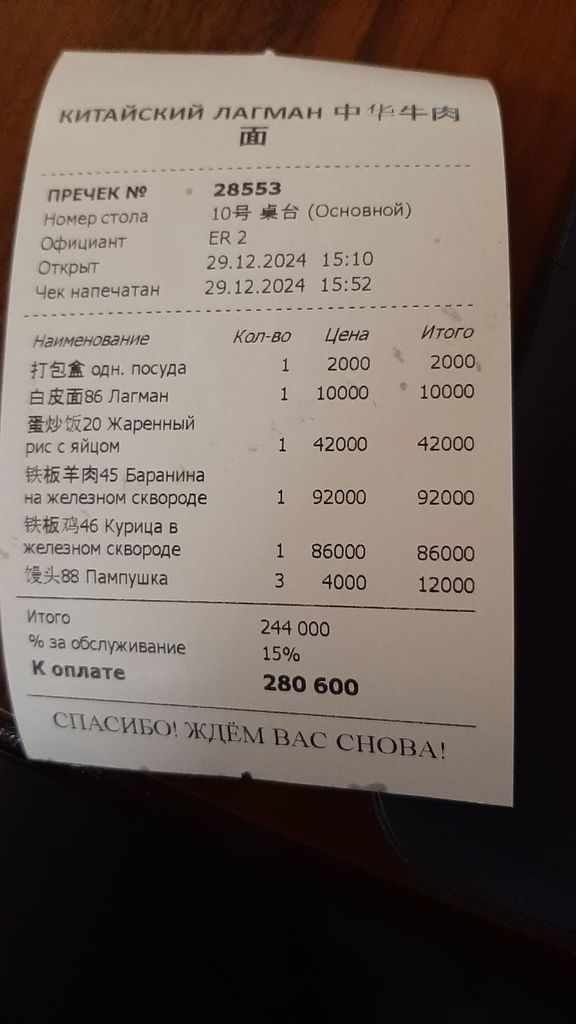 КИТАЙСКИЙ ЛАГМАН 中华牛肉
面
ПРЕЧЕК № 28553
Номер стола 10号 桌台 (Основной)
Официант ER 2
Открыт 29.12.2024 15:10
Чек напечатан 29.12.2024 15:52
Наименование Кол-во Цена Итого
打包盒 одн. посуда 1 2000 2000
白皮面86 Лагман 1 10000 10000
蛋炒饭20 Жаренный
рис с яйцом 1 42000 42000
铁板羊肉45 Баранина
на железном сквороде 1 92000 92000
铁板鸡46 Курица в
железном сквороде 1 86000 86000
馒头88 Пампушка 3 4000 12000
Итого 244 000
% за обслуживание 15%
К оплате 280 600
СПАСИБО! ЖДЁМ ВАС СНОВА!